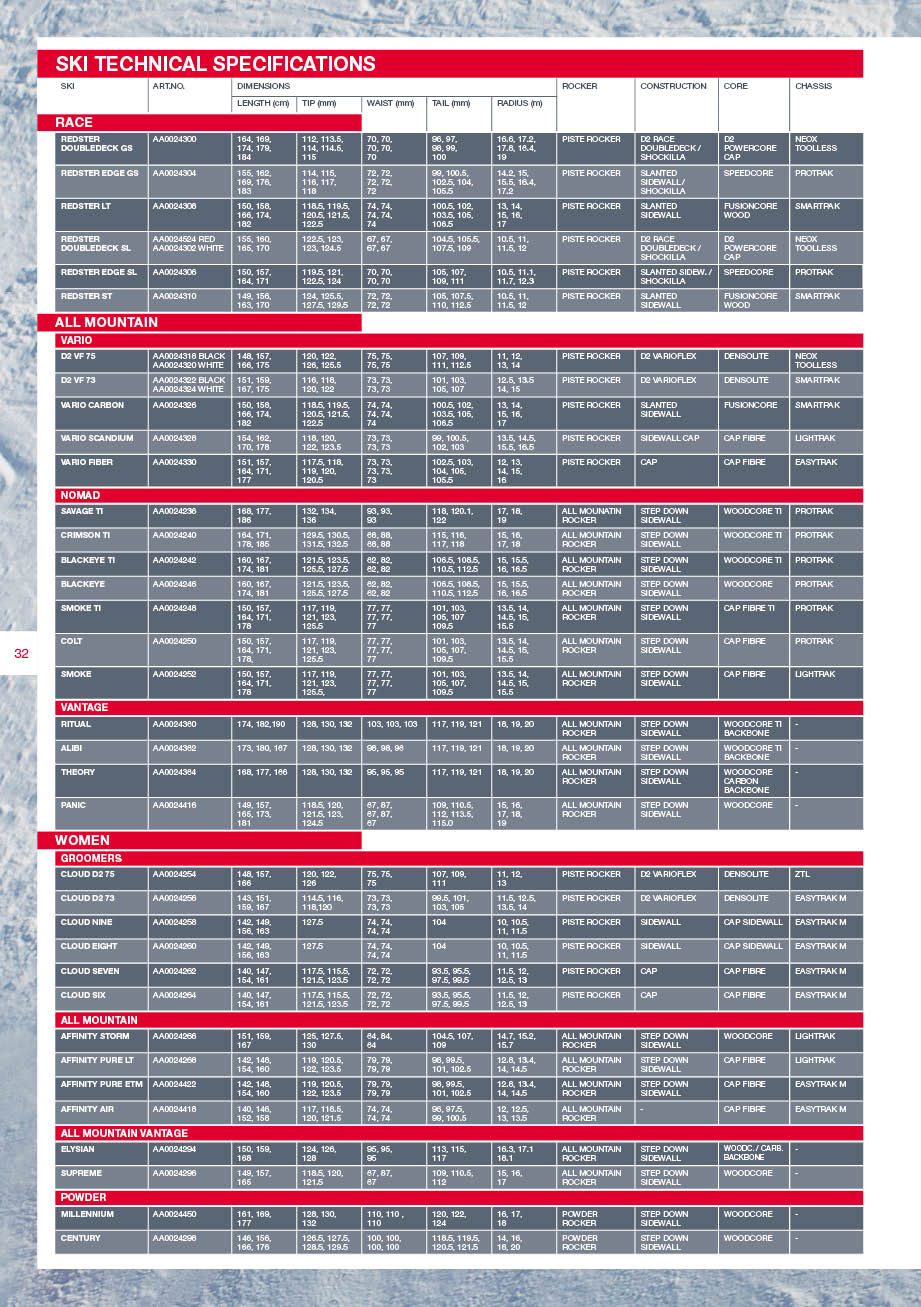 SKI TECHNICAL SPECIFICATIONS
SKI ART.NO. DIMENSIONS ROCKER CONSTRUCTION CORE CHASSIS
LENGTH (cm) TIP (mm) WAIST (mm) TAIL (mm) RADIUS (m)
RACE
REDSTER AA0024300 164, 169, 112, 113.5, 70, 70, 96, 97, 16.6, 17.2, PISTE ROCKER D2 RACE D2 NEOX
DOUBLEDECK GS 174, 179, 114, 114.5, 70, 70, 98, 99, 17.8, 18.4, DOUBLEDECK / POWERCORE TOOLLESS
184 115 70 100 19 SHOCKILLA CAP
REDSTER EDGE GS AA0024304 155, 162, 114, 115, 72, 72, 99, 100.5, 14.2, 15, PISTE ROCKER SLANTED SPEEDCORE PROTRAK
169, 176, 116, 117, 72, 72, 102.5, 104, 15.5, 16.4, SIDEWALL/
183 118 72 105.5 17.2 SHOCKILLA
REDSTER LT AA0024308 150, 158, 118.5, 119.5, 74, 74, 100.5, 102, 13, 14, PISTE ROCKER SLANTED FUSIONCORE SMARTRAK
166, 174, 120.5, 121.5, 74, 74, 103.5, 105, 15, 16, SIDEWALL WOOD
182 122.5 74 106.5 17
REDSTER AA0024524 RED 155, 160, 122.5, 123, 67, 67, 104.5, 105.5, 10.5, 11, PISTE ROCKER D2 RACE D2 NEOX
DOUBLEDECK SL AA0024302 WHITE 165, 170 123, 124.5 67, 67 107.5, 109 11.5, 12 DOUBLEDECK / POWERCORE TOOLLESS
SHOCKILLA CAP
REDSTER EDGE SL AA0024306 150, 157, 119.5, 121, 70, 70, 105, 107, 10.5, 11.1, PISTE ROCKER SLANTED SIDEW. / SPEEDCORE PROTRAK
164, 171 122.5, 124 70, 70 109, 111 11.7, 12.3 SHOCKILLA
REDSTER ST AA0024310 149, 156, 124, 125.5, 72, 72, 105, 107.5, 10.5, 11, PISTE ROCKER SLANTED FUSIONCORE SMARTRAK
163, 170 127.5, 129.5 72, 72 110, 112.5 11.5, 12 SIDEWALL WOOD
ALL MOUNTAIN
VARIO
D2 VF 75 AA0024318 BLACK 148, 157, 120, 122, 75, 75, 107, 109, 11, 12, PISTE ROCKER D2 VARIOFLEX DENSOLITE NEOX
AA0024320 WHITE 166, 175 126, 125.5 75, 75 111, 112.5 13, 14 TOOLLESS
D2 VF 73 AA0024322 BLACK 151, 159, 116, 118, 73, 73, 101, 103, 12.5, 13.5 PISTE ROCKER D2 VARIOFLEX DENSOLITE SMARTRAK
AA0024324 WHITE 167, 175 120, 122 73, 73 105, 107 14, 15
VARIO CARBON AA0024326 150, 158, 118.5, 119.5, 74, 74, 100.5, 102, 13, 14, PISTE ROCKER SLANTED FUSIONCORE SMARTRAK
166, 174, 120.5, 121.5, 74, 74, 103.5, 105, 15, 16, SIDEWALL
182 122.5 74 106.5 17
VARIO SCANDIUM AA0024328 154, 162, 118, 120, 73, 73, 99, 100.5, 13.5, 14.5, PISTE ROCKER SIDEWALL CAP CAP FIBRE LIGHTRAK
170, 178 122, 123.5 73, 73 102, 103 15.5, 16.5
VARIO FIBER AA0024330 151, 157, 117.5, 118, 73, 73, 102.5, 103, 12, 13, PISTE ROCKER CAP CAP FIBRE EASYTRAK
164, 171, 119, 120, 73, 73, 104, 105, 14, 15,
177 120.5 73 105.5 16
NOMAD
SAVAGE TI AA0024236 168, 177, 132, 134, 93, 93, 118, 120.1, 17, 18, ALL MOUNATIN STEP DOWN WOODCORE TI PROTRAK
186 136 93 122 19 ROCKER SIDEWALL
CRIMSON TI AA0024240 164, 171, 129.5, 130.5, 88, 88, 115, 116, 15, 16, ALL MOUNTAIN STEP DOWN WOODCORE TI PROTRAK
178, 185 131.5, 132.5 88, 88 117, 118 17, 18 ROCKER SIDEWALL
BLACKEYE TI AA0024242 160, 167, 121.5, 123.5, 82, 82, 106.5, 108.5, 15, 15.5, ALL MOUNTAIN STEP DOWN WOODCORE TI PROTRAK
174, 181 125.5, 127.5 82, 82 110.5, 112.5 16, 16.5 ROCKER SIDEWALL
BLACKEYE AA0024246 160, 167, 121.5, 123.5, 82, 82, 106.5, 108.5, 15, 15.5, ALL MOUNTAIN STEP DOWN WOODCORE PROTRAK
174, 181 125.5, 127.5 82, 82 110.5, 112.5 16, 16.5 ROCKER SIDEWALL
SMOKE TI AA0024248 150, 157, 117, 119, 77, 77, 101, 103, 13.5, 14, ALL MOUNTAIN STEP DOWN CAP FIBRE TI PROTRAK
164, 171, 121, 123, 77, 77, 105, 107 14.5, 15, ROCKER SIDEWALL
178 125.5 77 109.5 15.5
COLT AA0024250 150, 157, 117, 119, 77, 77, 101, 103, 13.5, 14, ALL MOUNTAIN STEP DOWN CAP FIBRE PROTRAK
164, 171, 121, 123, 77, 77, 105, 107, 14.5, 15, ROCKER SIDEWALL
178, 125.5 77 109.5 15.5
32
SMOKE AA0024252 150, 157, 117, 119, 77, 77, 101, 103, 13.5, 14, ALL MOUNTAIN STEP DOWN CAP FIBRE LIGHTRAK
164, 171, 121, 123, 77, 77, 105, 107, 14.5, 15, ROCKER SIDEWALL
178 125.5, 77 109.5 15.5
VANTAGE
RITUAL AA0024360 174, 182,190 128, 130, 132 103, 103, 103 117, 119, 121 18, 19, 20 ALL MOUNTAIN STEP DOWN WOODCORE TI -
ROCKER SIDEWALL BACKBONE
ALIBI AA0024362 173, 180, 187 128, 130, 132 98, 98, 98 117, 119, 121 18, 19, 20 ALL MOUNTAIN STEP DOWN WOODCORE TI -
ROCKER SIDEWALL BACKBONE
THEORY AA0024364 168, 177, 186 128, 130, 132 95, 95, 95 117, 119, 121 18, 19, 20 ALL MOUNTAIN STEP DOWN WOODCORE -
ROCKER SIDEWALL CARBON
BACKBONE
PANIC AA0024416 149, 157, 118.5, 120, 87, 87, 109, 110.5, 15, 16, ALL MOUNTAIN STEP DOWN WOODCORE -
165, 173, 121.5, 123, 87, 87, 112, 113.5, 17, 18, ROCKER SIDEWALL
181 124.5 87 115.0 19
WOMEN
GROOMERS
CLOUD D2 75 AA0024254 148, 157, 120, 122, 75, 75, 107, 109, 11, 12, PISTE ROCKER D2 VARIOFLEX DENSOLITE ZTL
166 126 75 111 13
CLOUD D2 73 AA0024256 143, 151, 114.5, 116, 73, 73, 99.5, 101, 11.5, 12.5, PISTE ROCKER D2 VARIOFLEX DENSOLITE EASYTRAK M
159, 167 118,120 73, 73 103, 105 13.5, 14
CLOUD NINE AA0024258 142, 149, 127.5 74, 74, 104 10, 10.5, PISTE ROCKER SIDEWALL CAP SIDEWALL EASYTRAK M
156, 163 74, 74 11, 11.5
CLOUD EIGHT AA0024260 142, 149, 127.5 74, 74, 104 10, 10.5, PISTE ROCKER SIDEWALL CAP SIDEWALL EASYTRAK M
156, 163 74, 74 11, 11.5
CLOUD SEVEN AA0024262 140, 147, 117.5, 115.5, 72, 72, 93.5, 95.5, 11.5, 12, PISTE ROCKER CAP CAP FIBRE EASYTRAK M
154, 161 121.5, 123.5 72, 72 97.5, 99.5 12.5, 13
CLOUD SIX AA0024264 140, 147, 117.5, 115.5, 72, 72, 93.5, 95.5, 11.5, 12, PISTE ROCKER CAP CAP FIBRE EASYTRAK M
154, 161 121.5, 123.5 72, 72 97.5, 99.5 12.5, 13
ALL MOUNTAIN
AFFINITY STORM AA0024266 151, 159, 125, 127.5, 84, 84, 104.5, 107, 14.7, 15.2, ALL MOUNTAIN STEP DOWN WOODCORE LIGHTRAK
167 130 84 109 15.7 ROCKER SIDEWALL
AFFINITY PURE LT AA0024268 142, 148, 119, 120.5, 79, 79, 98, 99.5, 12.8, 13.4, ALL MOUNTAIN STEP DOWN CAP FIBRE LIGHTRAK
154, 160 122, 123.5 79, 79 101, 102.5 14, 14.5 ROCKER SIDEWALL
AFFINITY PURE ETM AA0024422 142, 148, 119, 120.5, 79, 79, 98, 99.5, 12.8, 13.4, ALL MOUNTAIN STEP DOWN CAP FIBRE EASYTRAK M
154, 160 122, 123.5 79, 79 101, 102.5 14, 14.5 ROCKER SIDEWALL
AFFINITY AIR AA0024418 140, 146, 117, 118.5, 74, 74, 96, 97.5, 12, 12.5, ALL MOUNTAIN - CAP FIBRE EASYTRAK M
152, 158 120, 121.5 74, 74 99, 100.5 13, 13.5 ROCKER
ALL MOUNTAIN VANTAGE
ELYSIAN AA0024294 150, 159, 124, 126, 95, 95, 113, 115, 16.3, 17.1 ALL MOUNTAIN STEP DOWN WOODC./ CARB. -
168 128 95 117 18.1 ROCKER SIDEWALL BACKBONE
SUPREME AA0024296 149, 157, 118.5, 120, 87, 87, 109, 110.5, 15, 16, ALL MOUNTAIN STEP DOWN WOODCORE -
165 121.5 87 112 17 ROCKER SIDEWALL
POWDER
MILLENNIUM AA0024450 161, 169, 128, 130, 110, 110 , 120, 122, 16, 17, POWDER STEP DOWN WOODCORE -
177 132 110 124 18 ROCKER SIDEWALL
CENTURY AA0024298 146, 156, 126.5, 127.5, 100, 100, 118.5, 119.5, 14, 16, POWDER STEP DOWN WOODCORE -
166, 176 128.5, 129.5 100, 100 120.5, 121.5 18, 20 ROCKER SIDEWALL